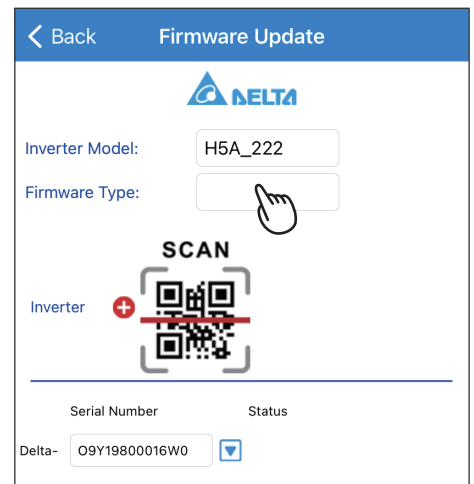 Back Firmware Update
DELTA
Inverter Model: H5A_222
Firmware Type:
SCAN
Inverter
Serial Number Status
Delta- O9Y19800016W0